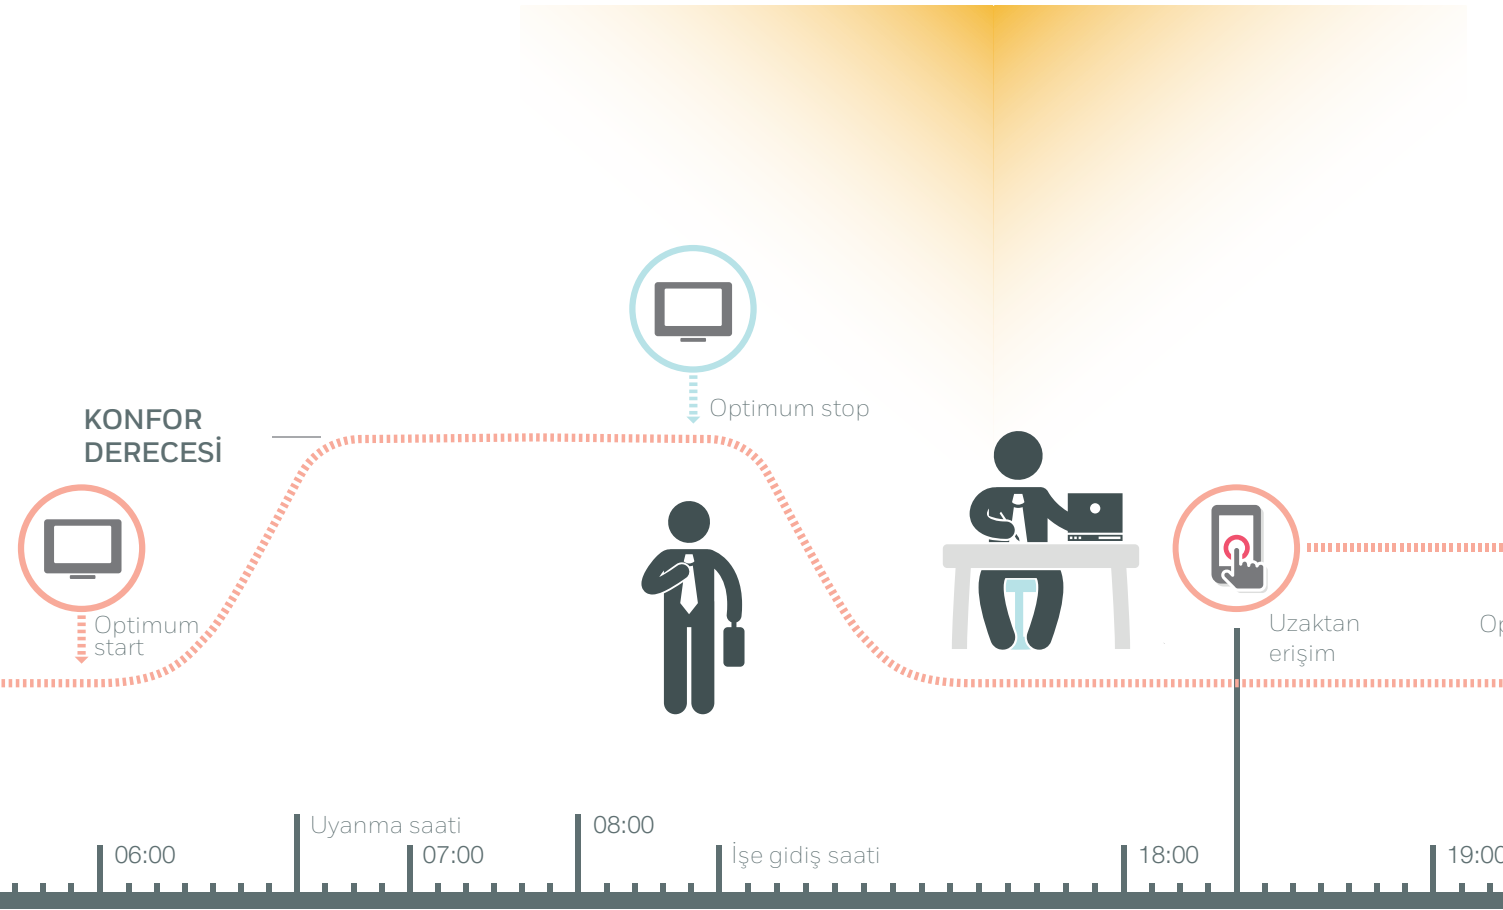 Optimum stop
KONFOR
DERECESİ
Optimum
start
Uzaktan
erişim
Uyanma saati
08:00
06:00
07:00
İşe gidiş saati
18:00